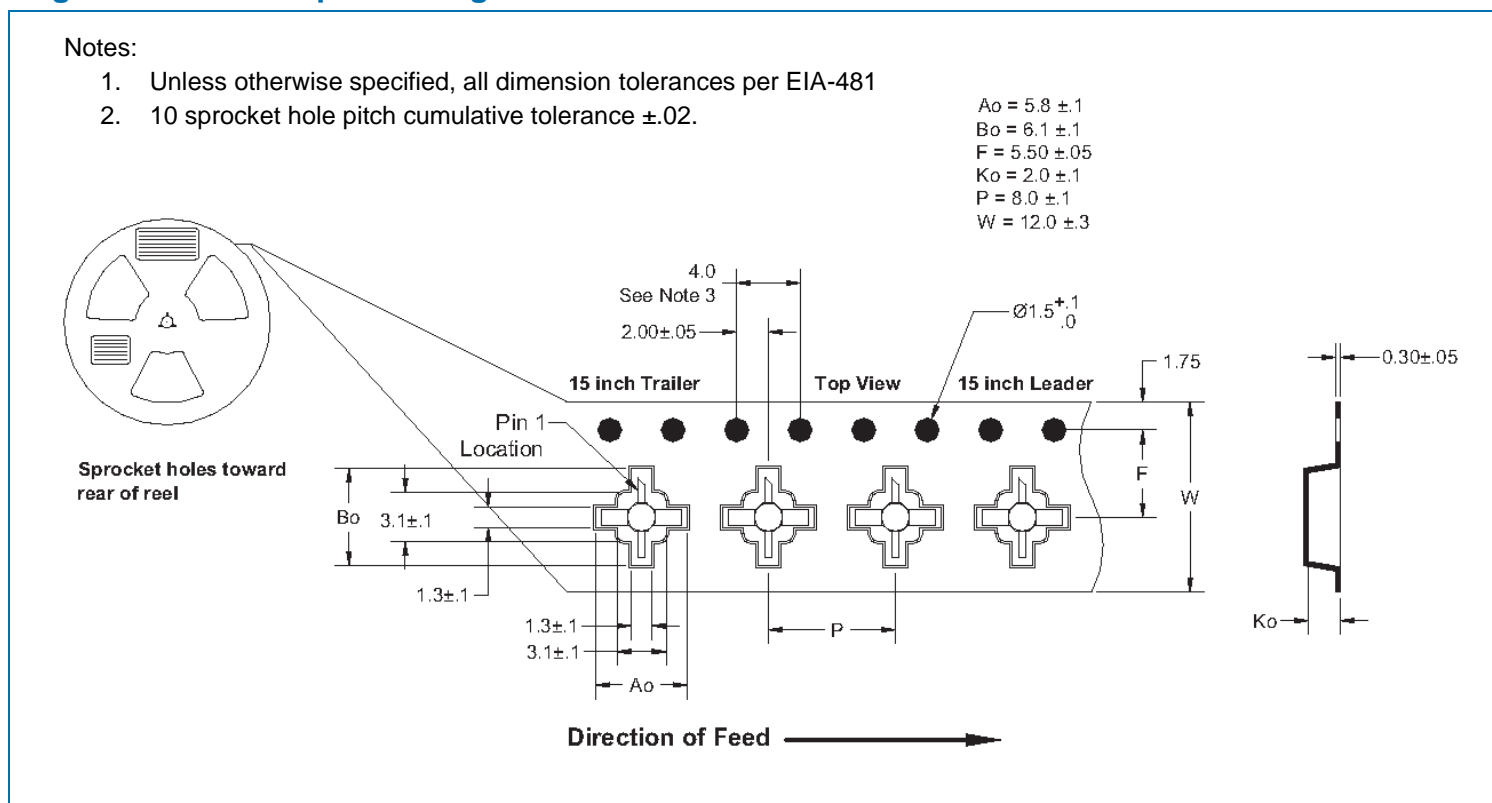 Notes:
1. Unless otherwise specified, all dimension tolerances per EIA-481
2. 10 sprocket hole pitch cumulative tolerance ±.02.
Ao = 5.8 ±.1
Bo = 6.1 ±.1
F = 5.50 ±.05
Ko = 2.0 ±.1
P = 8.0 ±.1
W = 12.0 ±.3
4.0
See Note 3
2.00±.05
Ø1.5+.1 .0
1.75
0.30±.05
15 inch Trailer
Top View
15 inch Leader
Pin 1
Location
Sprocket holes toward
rear of reel
Bo
3.1±.1
F
W
1.3±.1
1.3±.1
P
Ko
3.1±.1
Ao
Direction of Feed